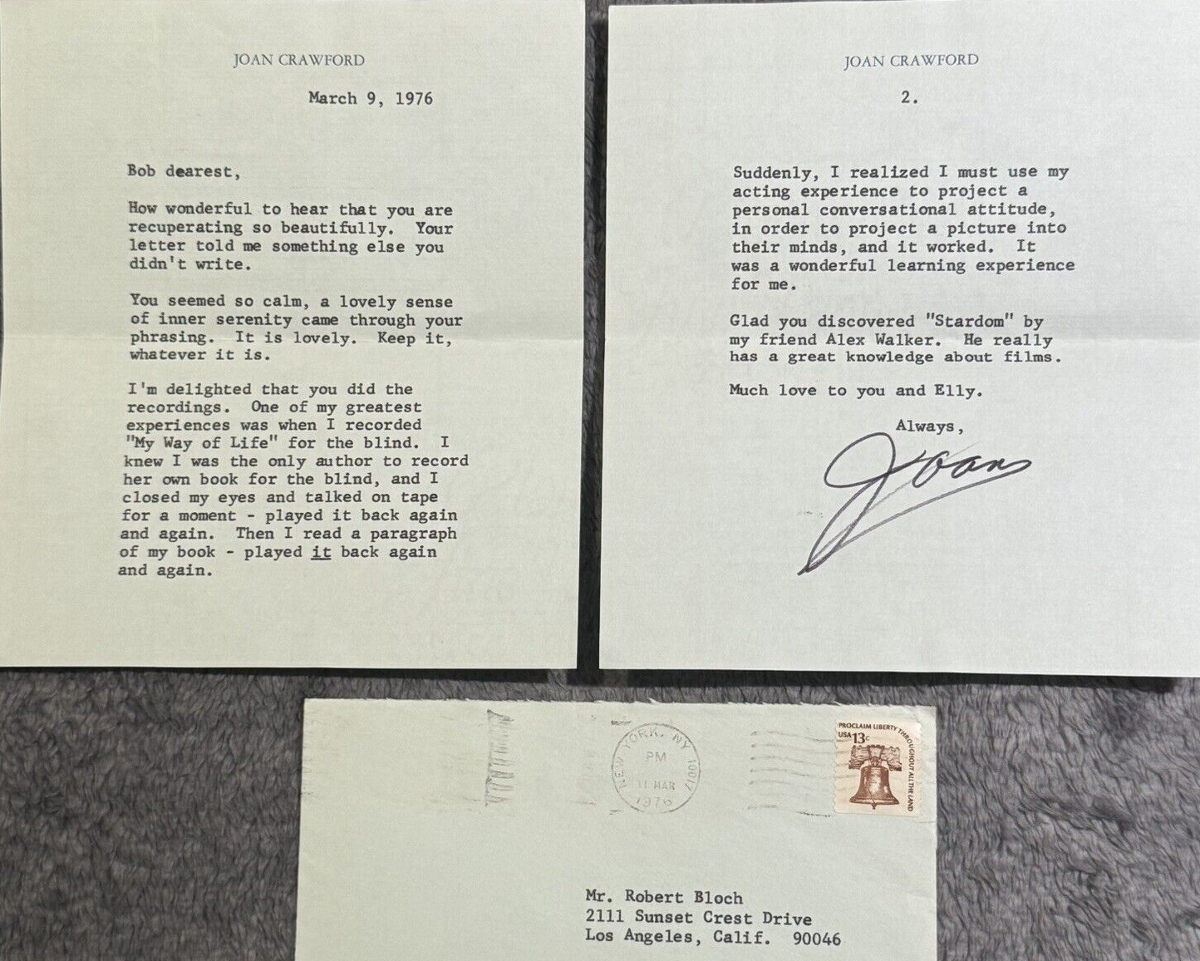 JOAN CRAWFORD
March 9, 1976
Bob dearest,
How wonderful to hear that you are
recuperating so beautifully. Your
letter told me something else you
didn't write.
You seemed so calm, a lovely sense
of inner serenity came through your
phrasing. It is lovely. Keep it,
whatever it is.
I'm delighted that you did the
recordings. One of my greatest
experiences was when I recorded
"My Way of Life" for the blind. I
knew I was the only author to record
her own book for the blind, and I
closed my eyes and talked on tape
for a moment - played it back again
and again. Then I read a paragraph
of my book - played it back again
and again.
JOAN CRAWFORD
2.
Suddenly, I realized I must use my
acting experience to project a
personal conversational attitude,
in order to project a picture into
their minds, and it worked. It
was a wonderful learning experience
for me.
Glad you discovered "Stardom" by
my friend Alex Walker. He really
has a great knowledge about films.
Much love to you and Elly.
Always,
Joan
NEW YORK, NY 10017
PM
11 MAR
1976
PROCLAIM LIBERTY THROUGHOUT ALL THE LAND
USA 13c
Mr. Robert Bloch
2111 Sunset Crest Drive
Los Angeles, Calif. 90046